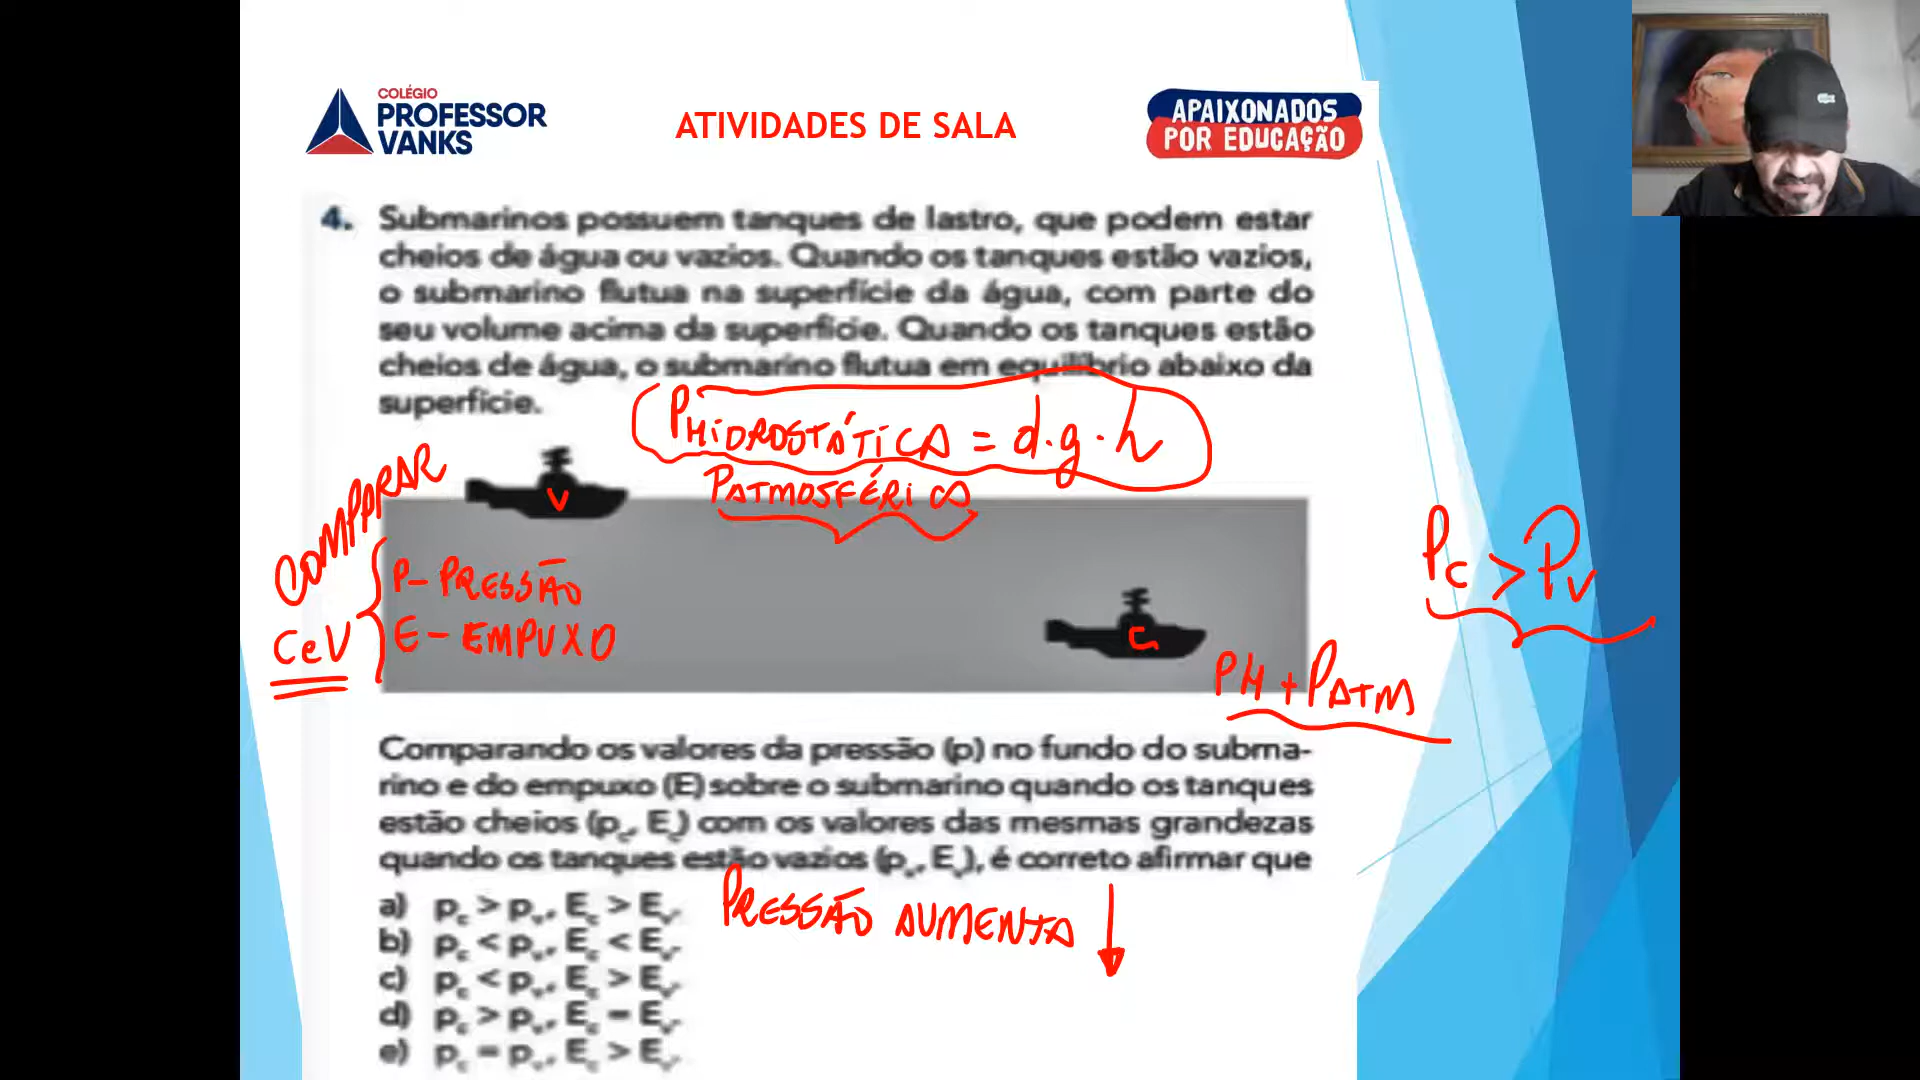 COLÉGIO
PROFESSOR
VANKS
ATIVIDADES DE SALA
APAIXONADOS
POR EDUCAÇÃO
4. Submarinos possuem tanques de lastro, que podem estar
cheios de água ou vazios. Quando os tanques estão vazios,
o submarino flutua na superfície da água, com parte do
seu volume acima da superfície. Quando os tanques estão
cheios de água, o submarino flutua em equilíbrio abaixo da
superfície.
PHIDROSTÁTICA = d.g.h
PATMOSFÉRICA
COMPARAR
CeV
P- PRESSÃO
E- EMPUXO
V
C
PH + PATM
Pc > Pv
Comparando os valores da pressão (p) no fundo do subma-
rino e do empuxo (E) sobre o submarino quando os tanques
estão cheios (pc, Ec) com os valores das mesmas grandezas
quando os tanques estão vazios (pv, Ev), é correto afirmar que
a) pc > pv, Ec > Ev.
b) pc < pv, Ec < Ev.
c) pc < pv, Ec > Ev.
d) pc > pv, Ec = Ev.
e) pc = pv, Ec > Ev.
PRESSÃO AUMENTA